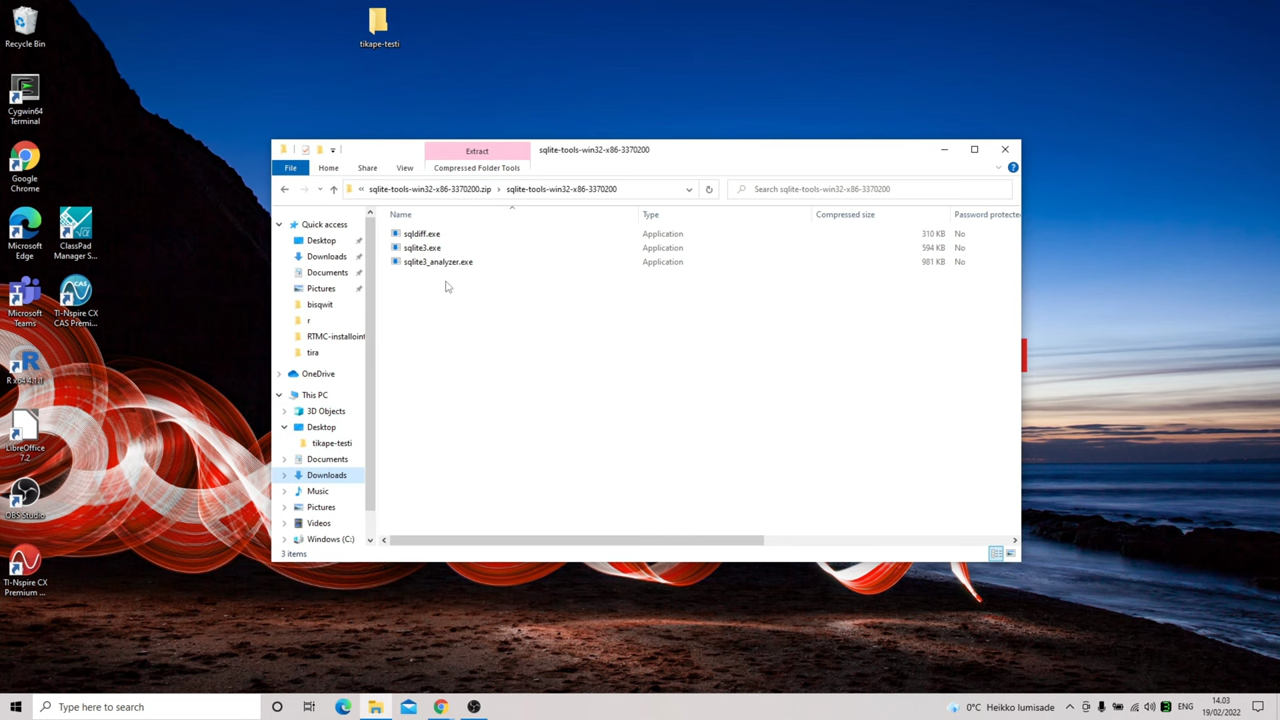 Recycle Bin
tikape-testi
Cygwin64
Terminal
Google
Chrome
Microsoft
Edge
ClassPad
Manager S...
Microsoft
Teams
TI-Nspire CX
CAS Premi...
R x64 4.1.1
LibreOffice
7.2
OBS Studio
TI-Nspire CX
Premium ...
Extract
sqlite-tools-win32-x86-3370200
File
Home
Share
View
Compressed Folder Tools
« sqlite-tools-win32-x86-3370200.zip › sqlite-tools-win32-x86-3370200
Search sqlite-tools-win32-x86-3370200
Quick access
Desktop
Downloads
Documents
Pictures
bisqwit
r
RTMC-installoint
tira
OneDrive
This PC
3D Objects
Desktop
tikape-testi
Documents
Downloads
Music
Pictures
Videos
Windows (C:)
Name Type Compressed size Password protecte
sqldiff.exe Application 310 KB No
sqlite3.exe Application 594 KB No
sqlite3_analyzer.exe Application 981 KB No
3 items
Type here to search
0°C Heikko lumisade
ENG
14.03
19/02/2022